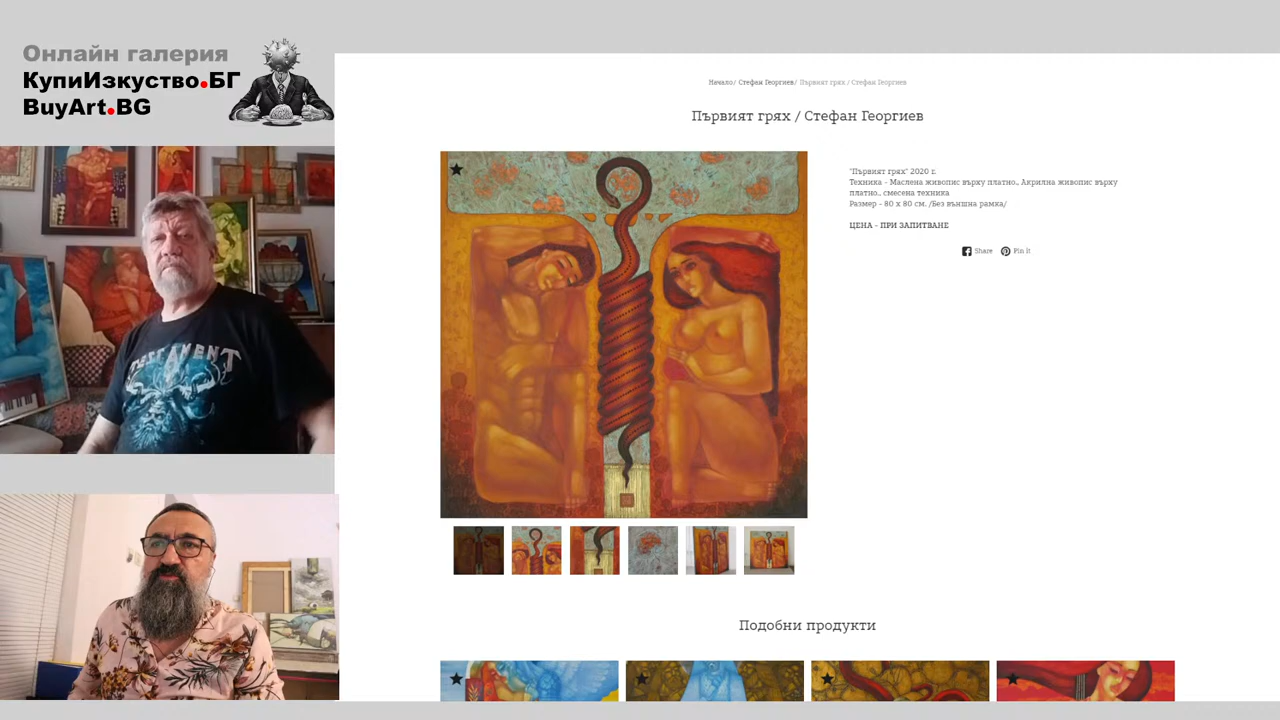 Онлайн галерия
КупиИзкуство.БГ
BuyArt.BG
TESTAMENT
Начало/ Стефан Георгиев/ Първият грях / Стефан Георгиев
Първият грях / Стефан Георгиев
"Първият грях" 2020 г.
Техника - Маслена живопис върху платно., Акрилна живопис върху
платно., смесена техника
Размер - 80 х 80 см. /Без външна рамка/
ЦЕНА - ПРИ ЗАПИТВАНЕ
Share Pin It
Подобни продукти